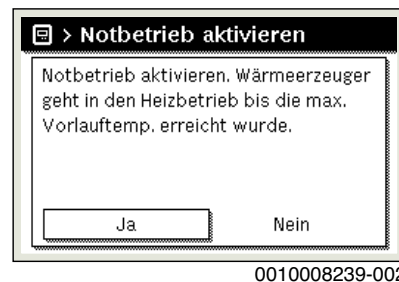 > Notbetrieb aktivieren
Notbetrieb aktivieren. Wärmeerzeuger
geht in den Heizbetrieb bis die max.
Vorlauftemp. erreicht wurde.
Ja Nein
0010008239-002